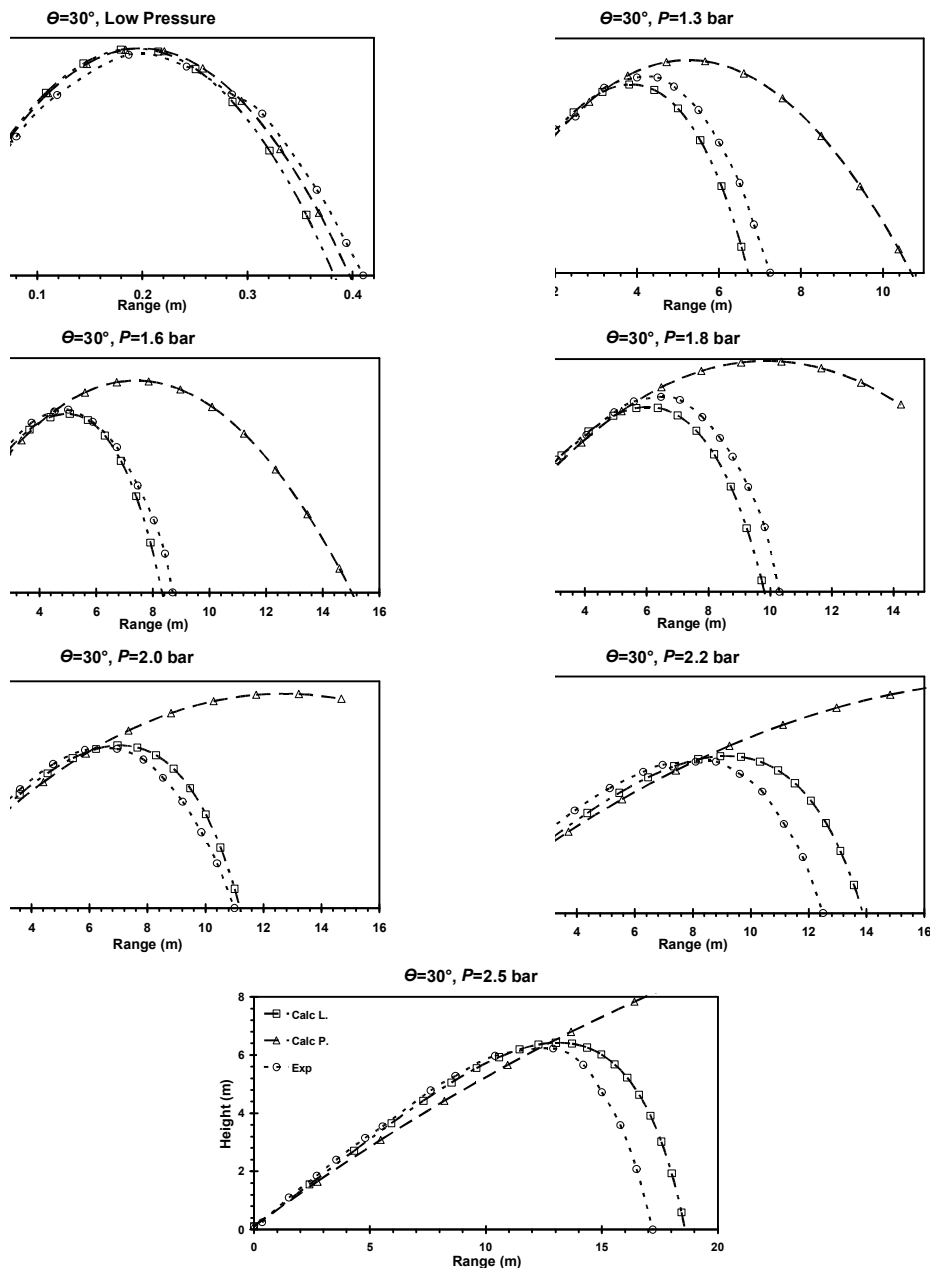 Θ=30°, Low Pressure
Θ=30°, P=1.3 bar
0.1 0.2 0.3 0.4
Range (m)
2 4 6 8 10
Range (m)
Θ=30°, P=1.6 bar
Θ=30°, P=1.8 bar
4 6 8 10 12 14 16
Range (m)
4 6 8 10 12 14
Range (m)
Θ=30°, P=2.0 bar
Θ=30°, P=2.2 bar
4 6 8 10 12 14 16
Range (m)
4 6 8 10 12 14 16
Range (m)
Θ=30°, P=2.5 bar
8
6
4
2
0
Height (m)
Calc L.
Calc P.
Exp
0 5 10 15 20
Range (m)